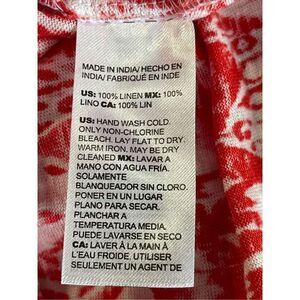 MADE IN INDIA/ HECHO EN
INDIA/ FABRIQUÉ EN INDE
US: 100% LINEN MX: 100%
LINO CA: 100% LIN
US: HAND WASH COLD.
ONLY NON-CHLORINE
BLEACH. LAY FLAT TO DRY.
WARM IRON. MAY BE DRY
CLEANED MX: LAVAR A
MANO CON AGUA FRÍA.
SOLAMENTE
BLANQUEADOR SIN CLORO.
PONER EN UN LUGAR
PLANO PARA SECAR.
PLANCHAR A
TEMPERATURA MEDIA.
PUEDE LAVARSE EN SECO
CA: LAVER À LA MAIN À
L'EAU FROIDE. UTILISER
SEULEMENT UN AGENT DE